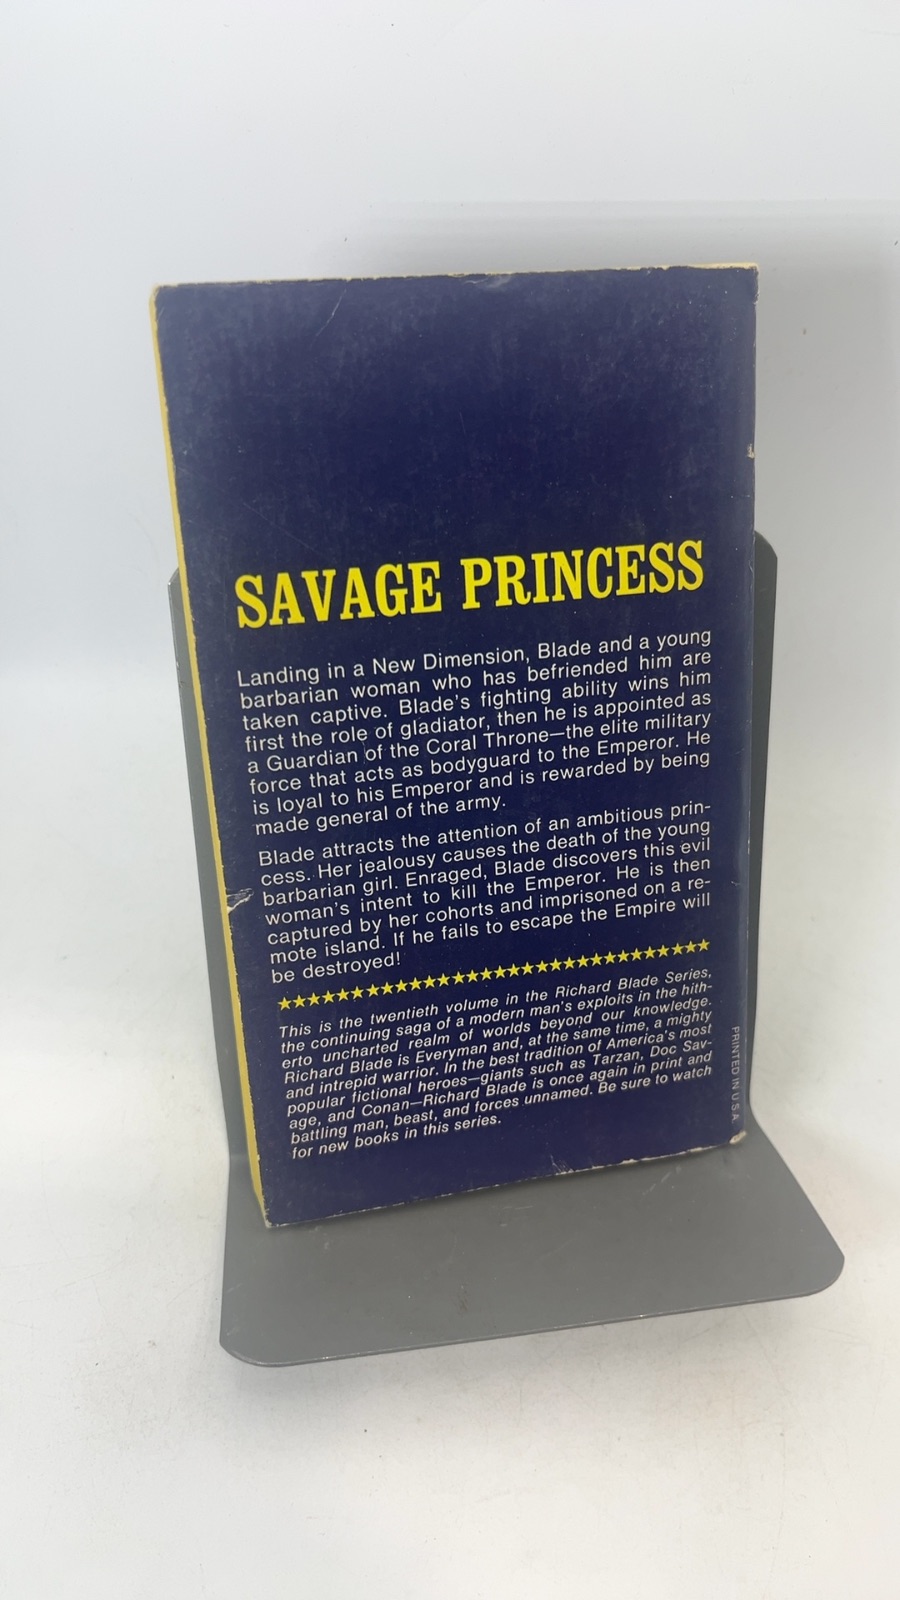 SAVAGE PRINCESS
Landing in a New Dimension, Blade and a young
barbarian woman who has befriended him are
taken captive. Blade's fighting ability wins him
first the role of gladiator, then he is appointed as
a Guardian of the Coral Throne—the elite military
force that acts as bodyguard to the Emperor. He
is loyal to his Emperor and is rewarded by being
made general of the army.
Blade attracts the attention of an ambitious prin-
cess. Her jealousy causes the death of the young
barbarian girl. Enraged, Blade discovers this evil
woman's intent to kill the Emperor. He is then
captured by her cohorts and imprisoned on a re-
mote island. If he fails to escape the Empire will
be destroyed!
This is the twentieth volume in the Richard Blade Series,
the continuing saga of a modern man's exploits in the hith-
erto uncharted realm of worlds beyond our knowledge.
Richard Blade is Everyman and, at the same time, a mighty
and intrepid warrior. In the best tradition of America's most
popular fictional heroes—giants such as Tarzan, Doc Sav-
age, and Conan—Richard Blade is once again in print and
battling man, beast, and forces unnamed. Be sure to watch
for new books in this series.
PRINTED IN U.S.A.